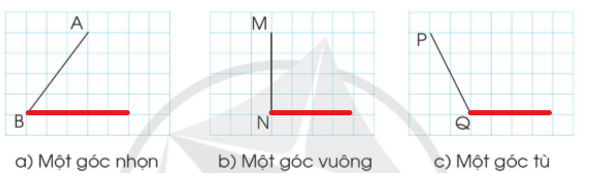 A M P
B N Q
a) Một góc nhọn b) Một góc vuông c) Một góc tù